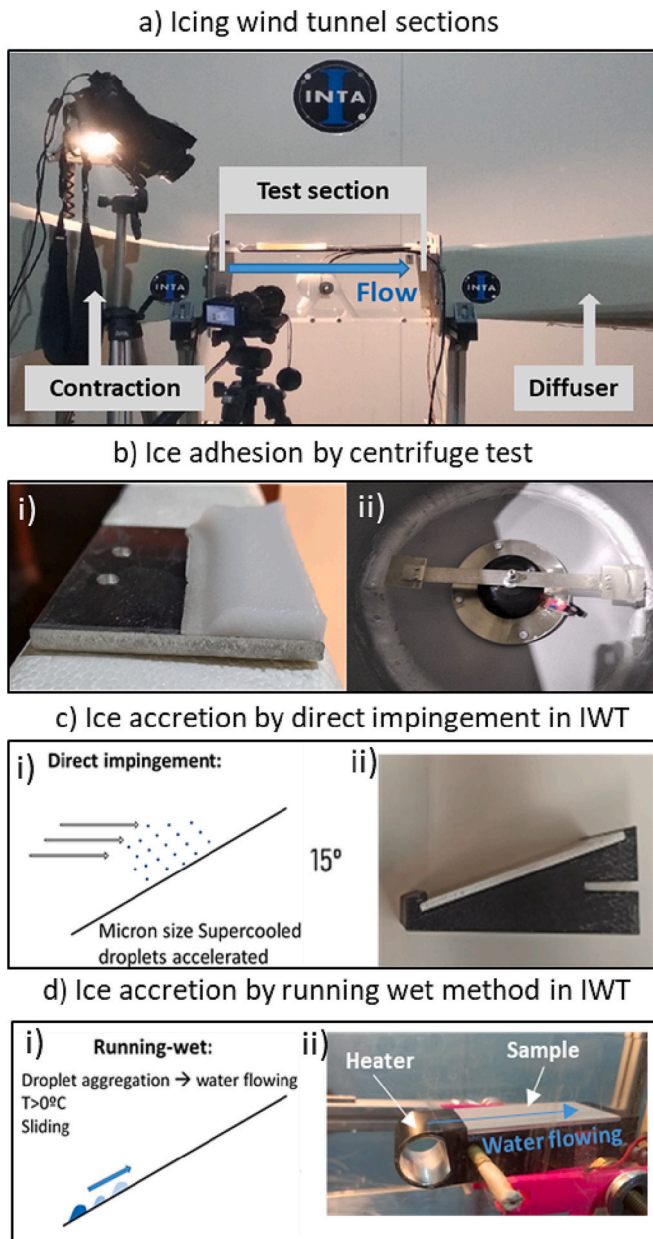 a) Icing wind tunnel sections
INTA
Test section
Flow
Contraction
Diffuser
b) Ice adhesion by centrifuge test
i)
ii)
c) Ice accretion by direct impingement in IWT
i)
Direct impingement:
ii)
15º
Micron size Supercooled
droplets accelerated
d) Ice accretion by running wet method in IWT
i)
Running-wet:
Droplet aggregation → water flowing
T>0ºC
Sliding
ii)
Heater
Sample
Water flowing